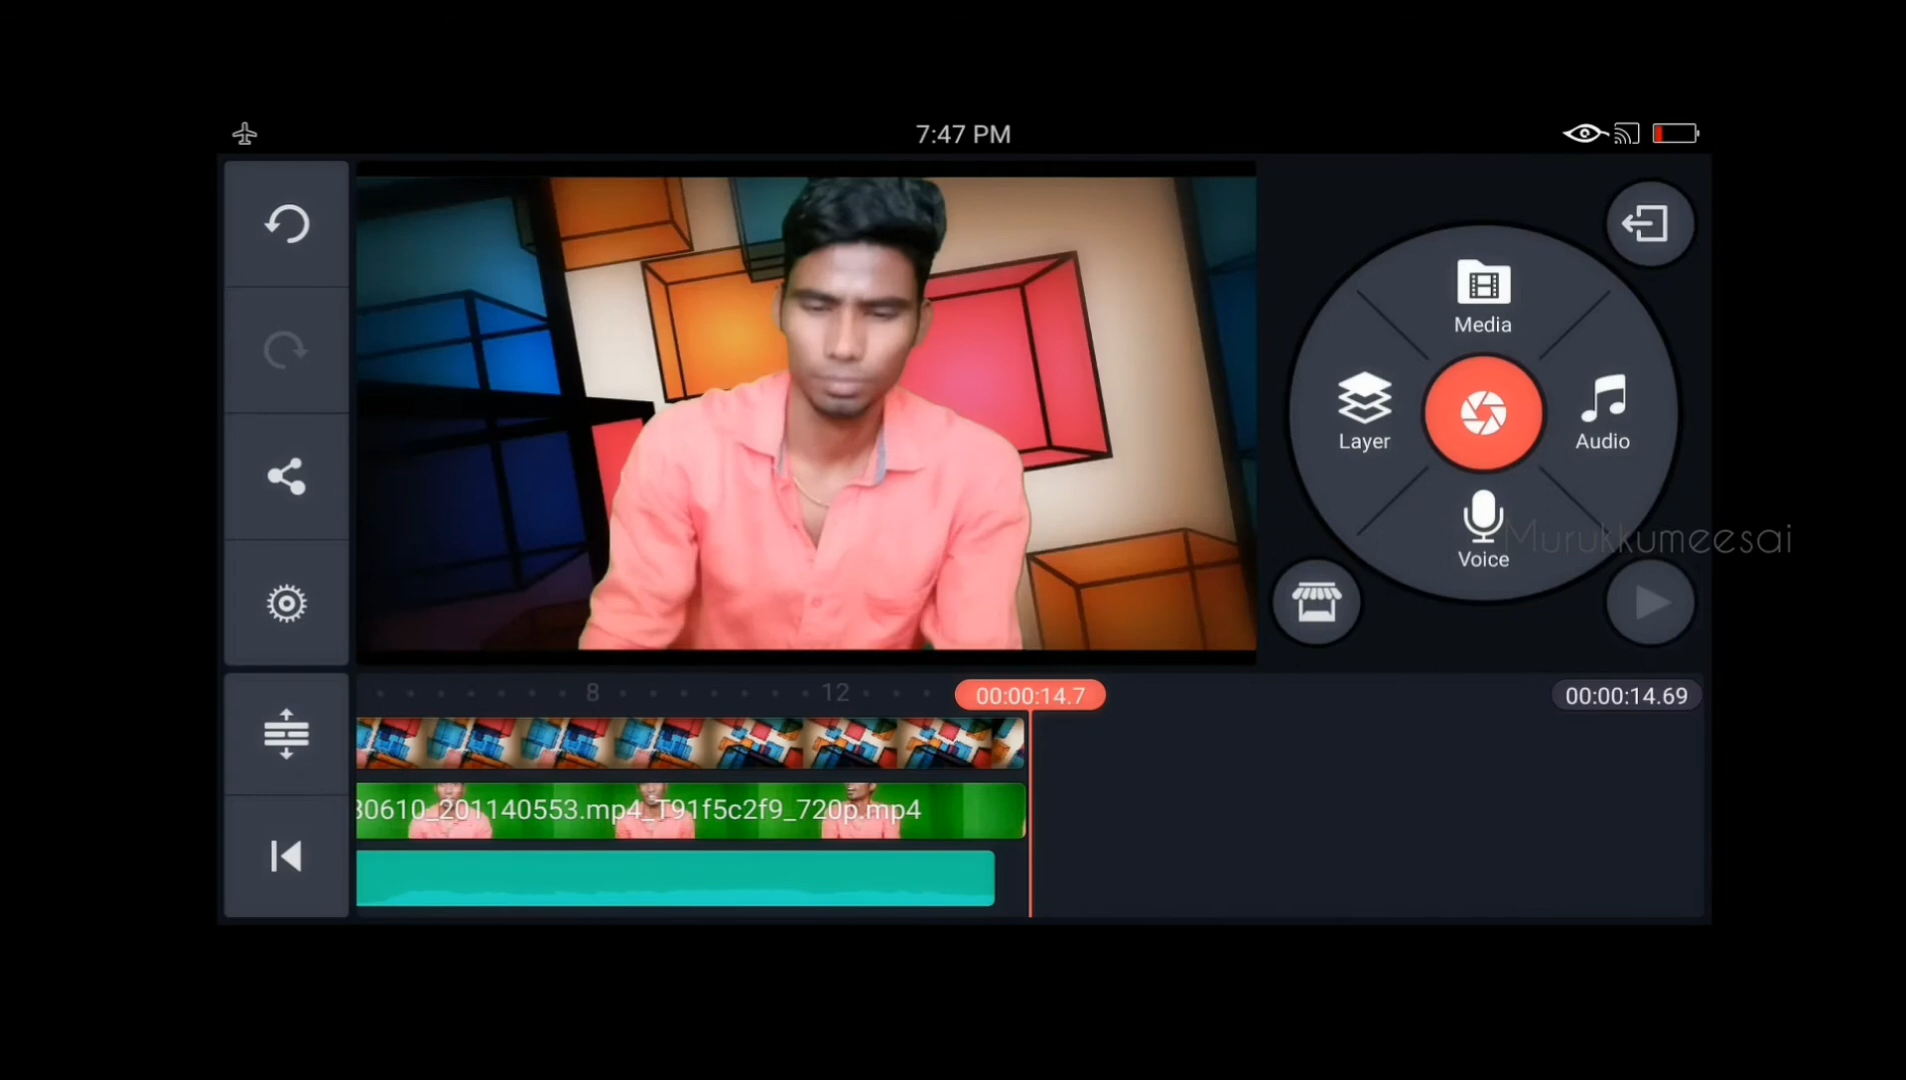 7:47 PM
Media
Layer
Audio
Voice
Murukkumeesai
8
12
00:00:14.7
00:00:14.69
30610_201140553.mp4_T91f5c2f9_720p.mp4